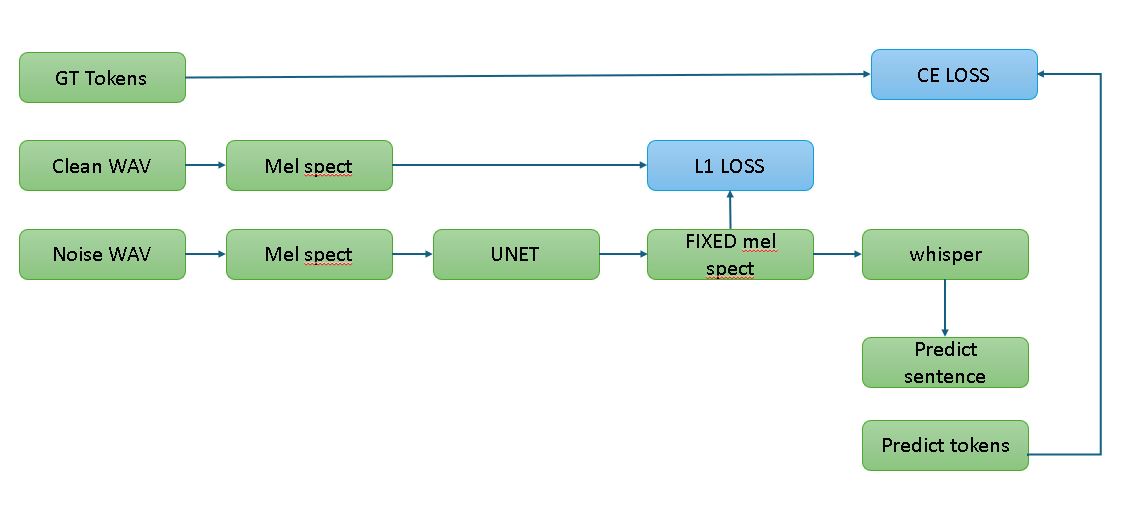 GT Tokens
CE LOSS
Clean WAV
Mel spect
L1 LOSS
Noise WAV
Mel spect
UNET
FIXED mel
spect
whisper
Predict
sentence
Predict tokens